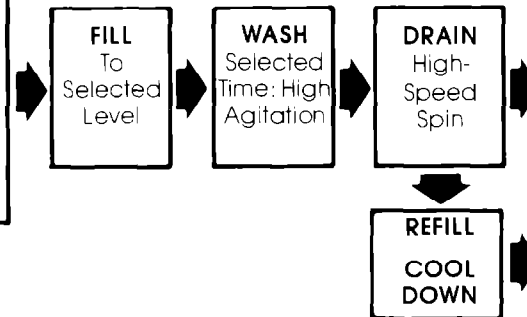 FILL
To
Selected
Level
WASH
Selected
Time: High
Agitation
DRAIN
High-
Speed
Spin
REFILL
COOL
DOWN